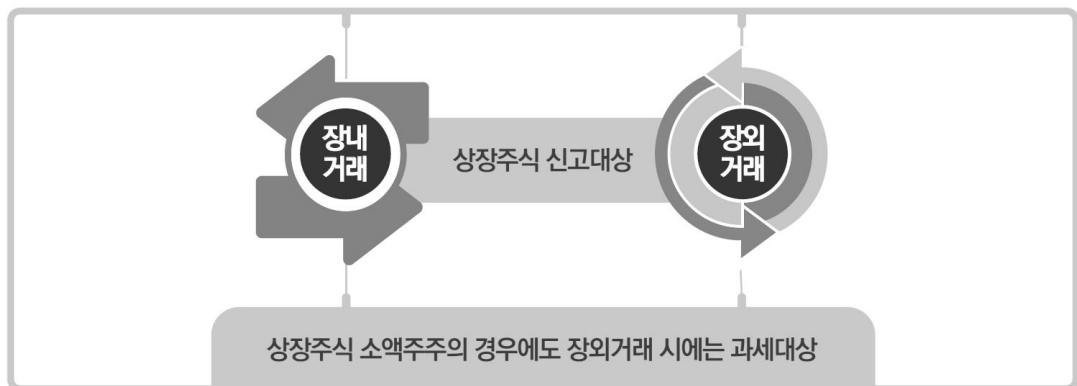 장내
거래
상장주식 신고대상
장외
거래
상장주식 소액주주의 경우에도 장외거래 시에는 과세대상